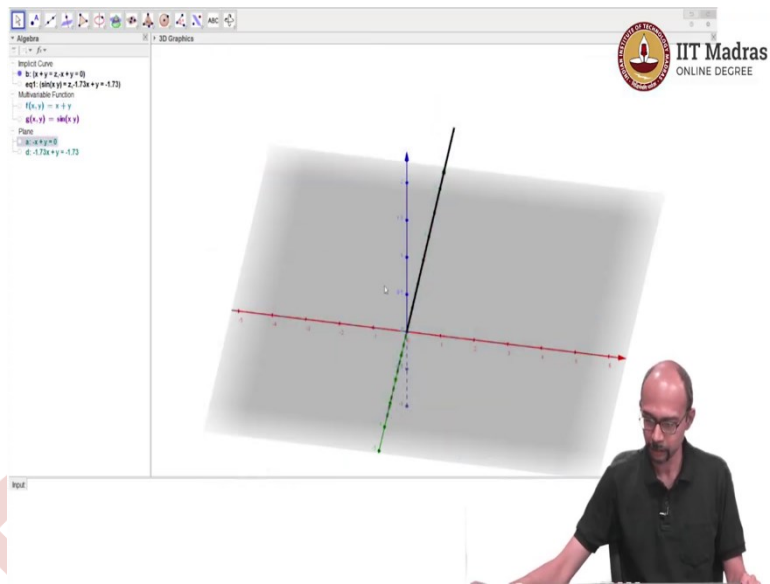 ABC
Algebra
3D Graphics
Implicit Curve
b: (x + y = z,-x + y = 0)
eq1: (sin(x y) = z,-1.73x + y = -1.73)
Multivariable Function
f(x, y) = x + y
g(x, y) = sin(x y)
Plane
a: -x + y = 0
d: -1.73x + y = -1.73
Input
IIT Madras
ONLINE DEGREE